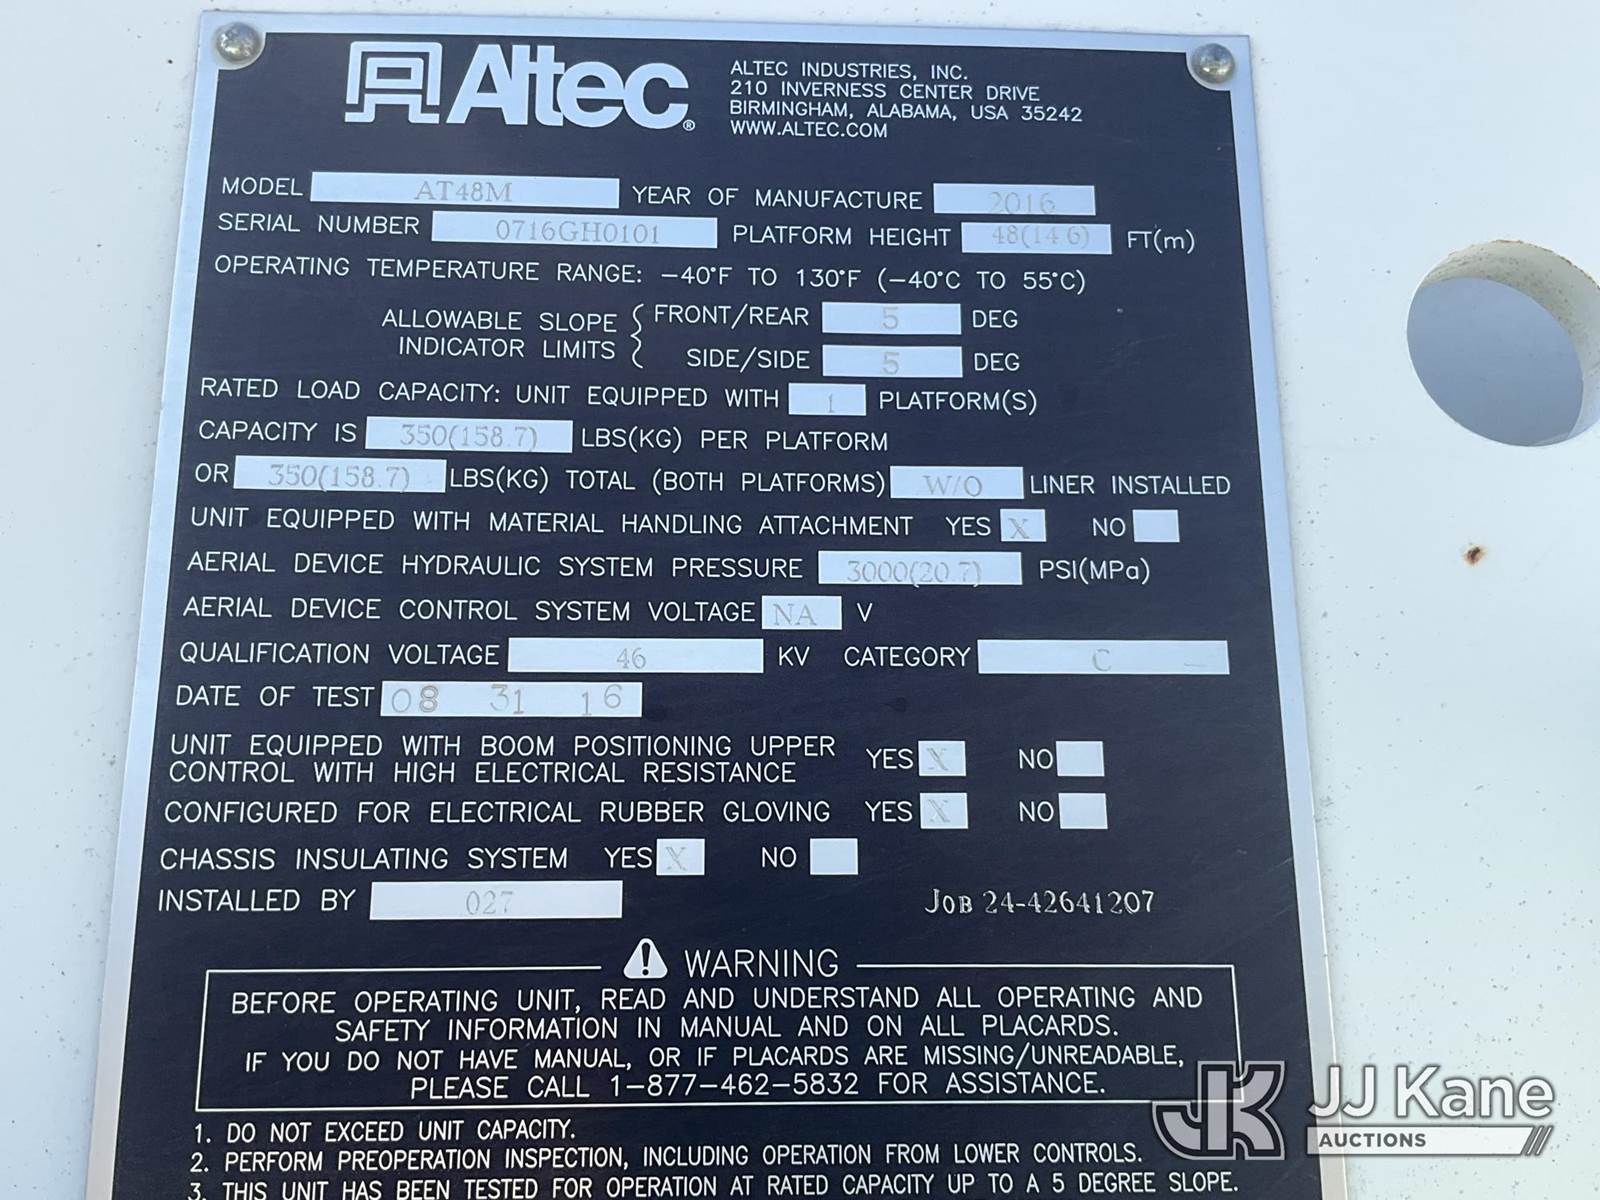 Altec®
ALTEC INDUSTRIES, INC.
210 INVERNESS CENTER DRIVE
BIRMINGHAM, ALABAMA, USA 35242
WWW.ALTEC.COM
MODEL AT48M YEAR OF MANUFACTURE 2016
SERIAL NUMBER 0716GH0101 PLATFORM HEIGHT 48(14.6) FT(m)
OPERATING TEMPERATURE RANGE: -40°F TO 130°F (-40°C TO 55°C)
ALLOWABLE SLOPE { FRONT/REAR 5 DEG
INDICATOR LIMITS { SIDE/SIDE 5 DEG
RATED LOAD CAPACITY: UNIT EQUIPPED WITH 1 PLATFORM(S)
CAPACITY IS 350(158.7) LBS(KG) PER PLATFORM
OR 350(158.7) LBS(KG) TOTAL (BOTH PLATFORMS) W/O LINER INSTALLED
UNIT EQUIPPED WITH MATERIAL HANDLING ATTACHMENT YES X NO
AERIAL DEVICE HYDRAULIC SYSTEM PRESSURE 3000(20.7) PSI(MPa)
AERIAL DEVICE CONTROL SYSTEM VOLTAGE NA V
QUALIFICATION VOLTAGE 46 KV CATEGORY C —
DATE OF TEST 08 31 16
UNIT EQUIPPED WITH BOOM POSITIONING UPPER
CONTROL WITH HIGH ELECTRICAL RESISTANCE YES X NO
CONFIGURED FOR ELECTRICAL RUBBER GLOVING YES X NO
CHASSIS INSULATING SYSTEM YES X NO
INSTALLED BY 027 JOB 24-42641207
WARNING
BEFORE OPERATING UNIT, READ AND UNDERSTAND ALL OPERATING AND
SAFETY INFORMATION IN MANUAL AND ON ALL PLACARDS.
IF YOU DO NOT HAVE MANUAL, OR IF PLACARDS ARE MISSING/UNREADABLE,
PLEASE CALL 1-877-462-5832 FOR ASSISTANCE.
1. DO NOT EXCEED UNIT CAPACITY.
2. PERFORM PREOPERATION INSPECTION, INCLUDING OPERATION FROM LOWER CONTROLS.
3. THIS UNIT HAS BEEN TESTED FOR OPERATION AT RATED CAPACITY UP TO A 5 DEGREE SLOPE.
JK JJ Kane
AUCTIONS